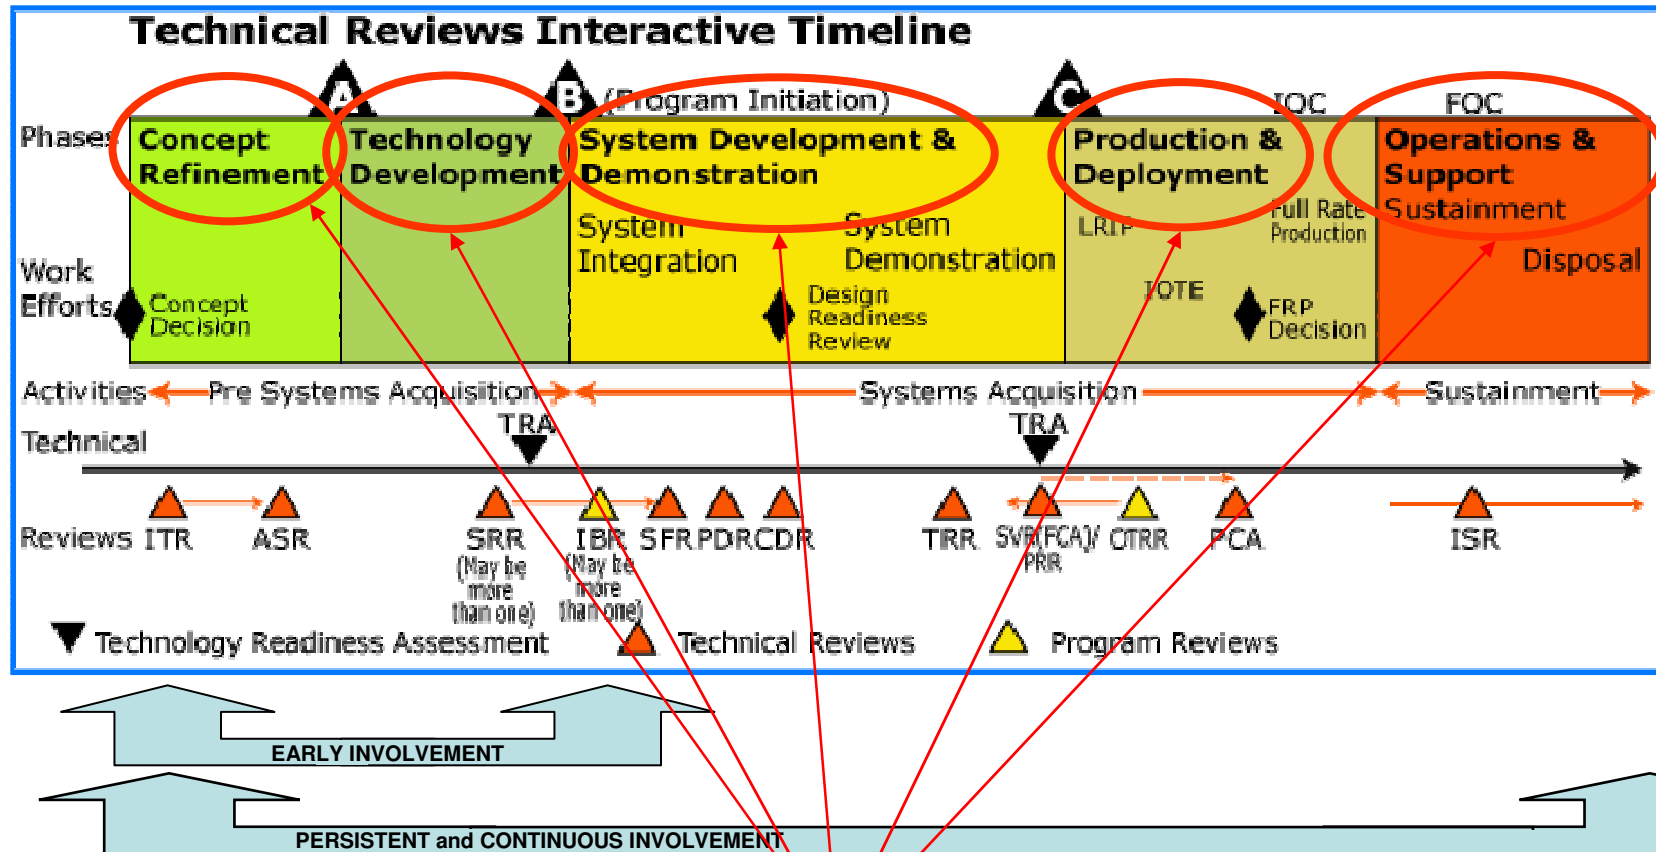 Technical Reviews Interactive Timeline
A
B
(Program Initiation)
C
IOC
FOC
Phases
Concept
Refinement
Technology
Development
System Development &
Demonstration
Production &
Deployment
Operations &
Support
Sustainment
System
Integration
System
Demonstration
LRIP
Full Rate
Production
Disposal
Work
Efforts
Concept
Decision
Design
Readiness
Review
IOTE
FRP
Decision
Activities
Pre Systems Acquisition
Systems Acquisition
Sustainment
TRA
TRA
Technical
Reviews
ITR
ASR
SRR
(May be
more
than one)
IBR
(May be
more
than one)
SFR
PDR
CDR
TRR
SVR(FCA)/
PRR
OTRR
PCA
ISR
Technology Readiness Assessment
Technical Reviews
Program Reviews
EARLY INVOLVEMENT
PERSISTENT and CONTINUOUS INVOLVEMENT